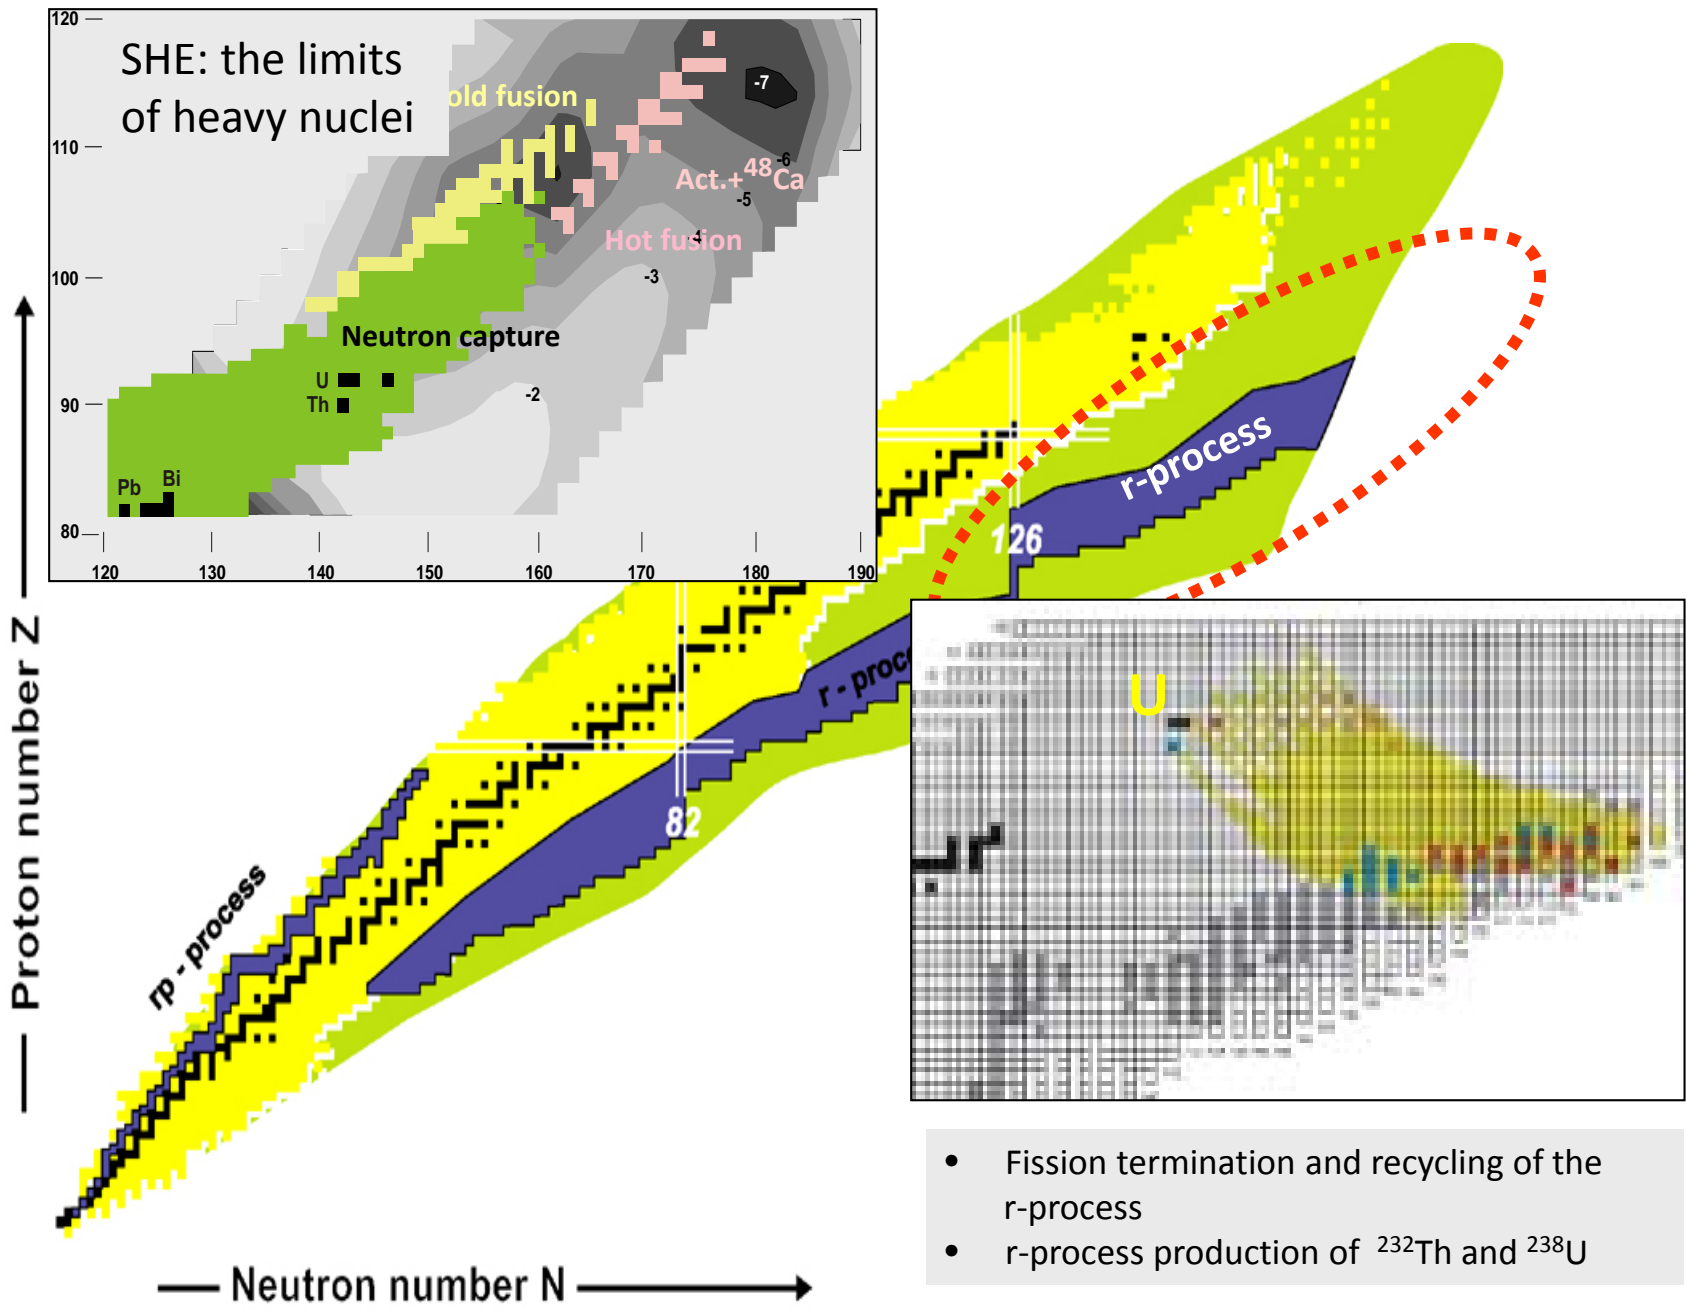 120
110
100
90
80
SHE: the limits
of heavy nuclei
old fusion
-7
-6
Act.+⁴⁸Ca
-5
Hot fusion
-3
Neutron capture
U
Th
-2
Pb
Bi
120
130
140
150
160
170
180
190
r-process
126
r - proc
82
rp - process
Proton number Z
Neutron number N
U
• Fission termination and recycling of the
r-process
• r-process production of ²³²Th and ²³⁸U